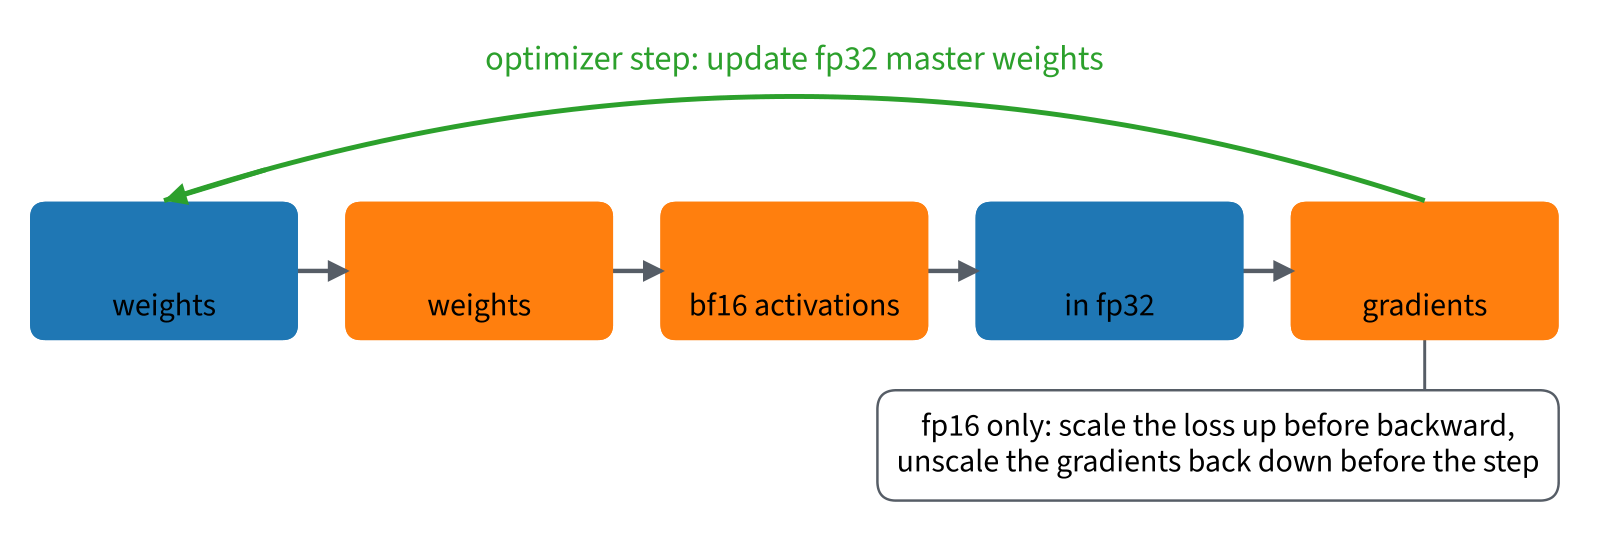 optimizer step: update fp32 master weights
weights
weights
bf16 activations
in fp32
gradients
fp16 only: scale the loss up before backward,
unscale the gradients back down before the step